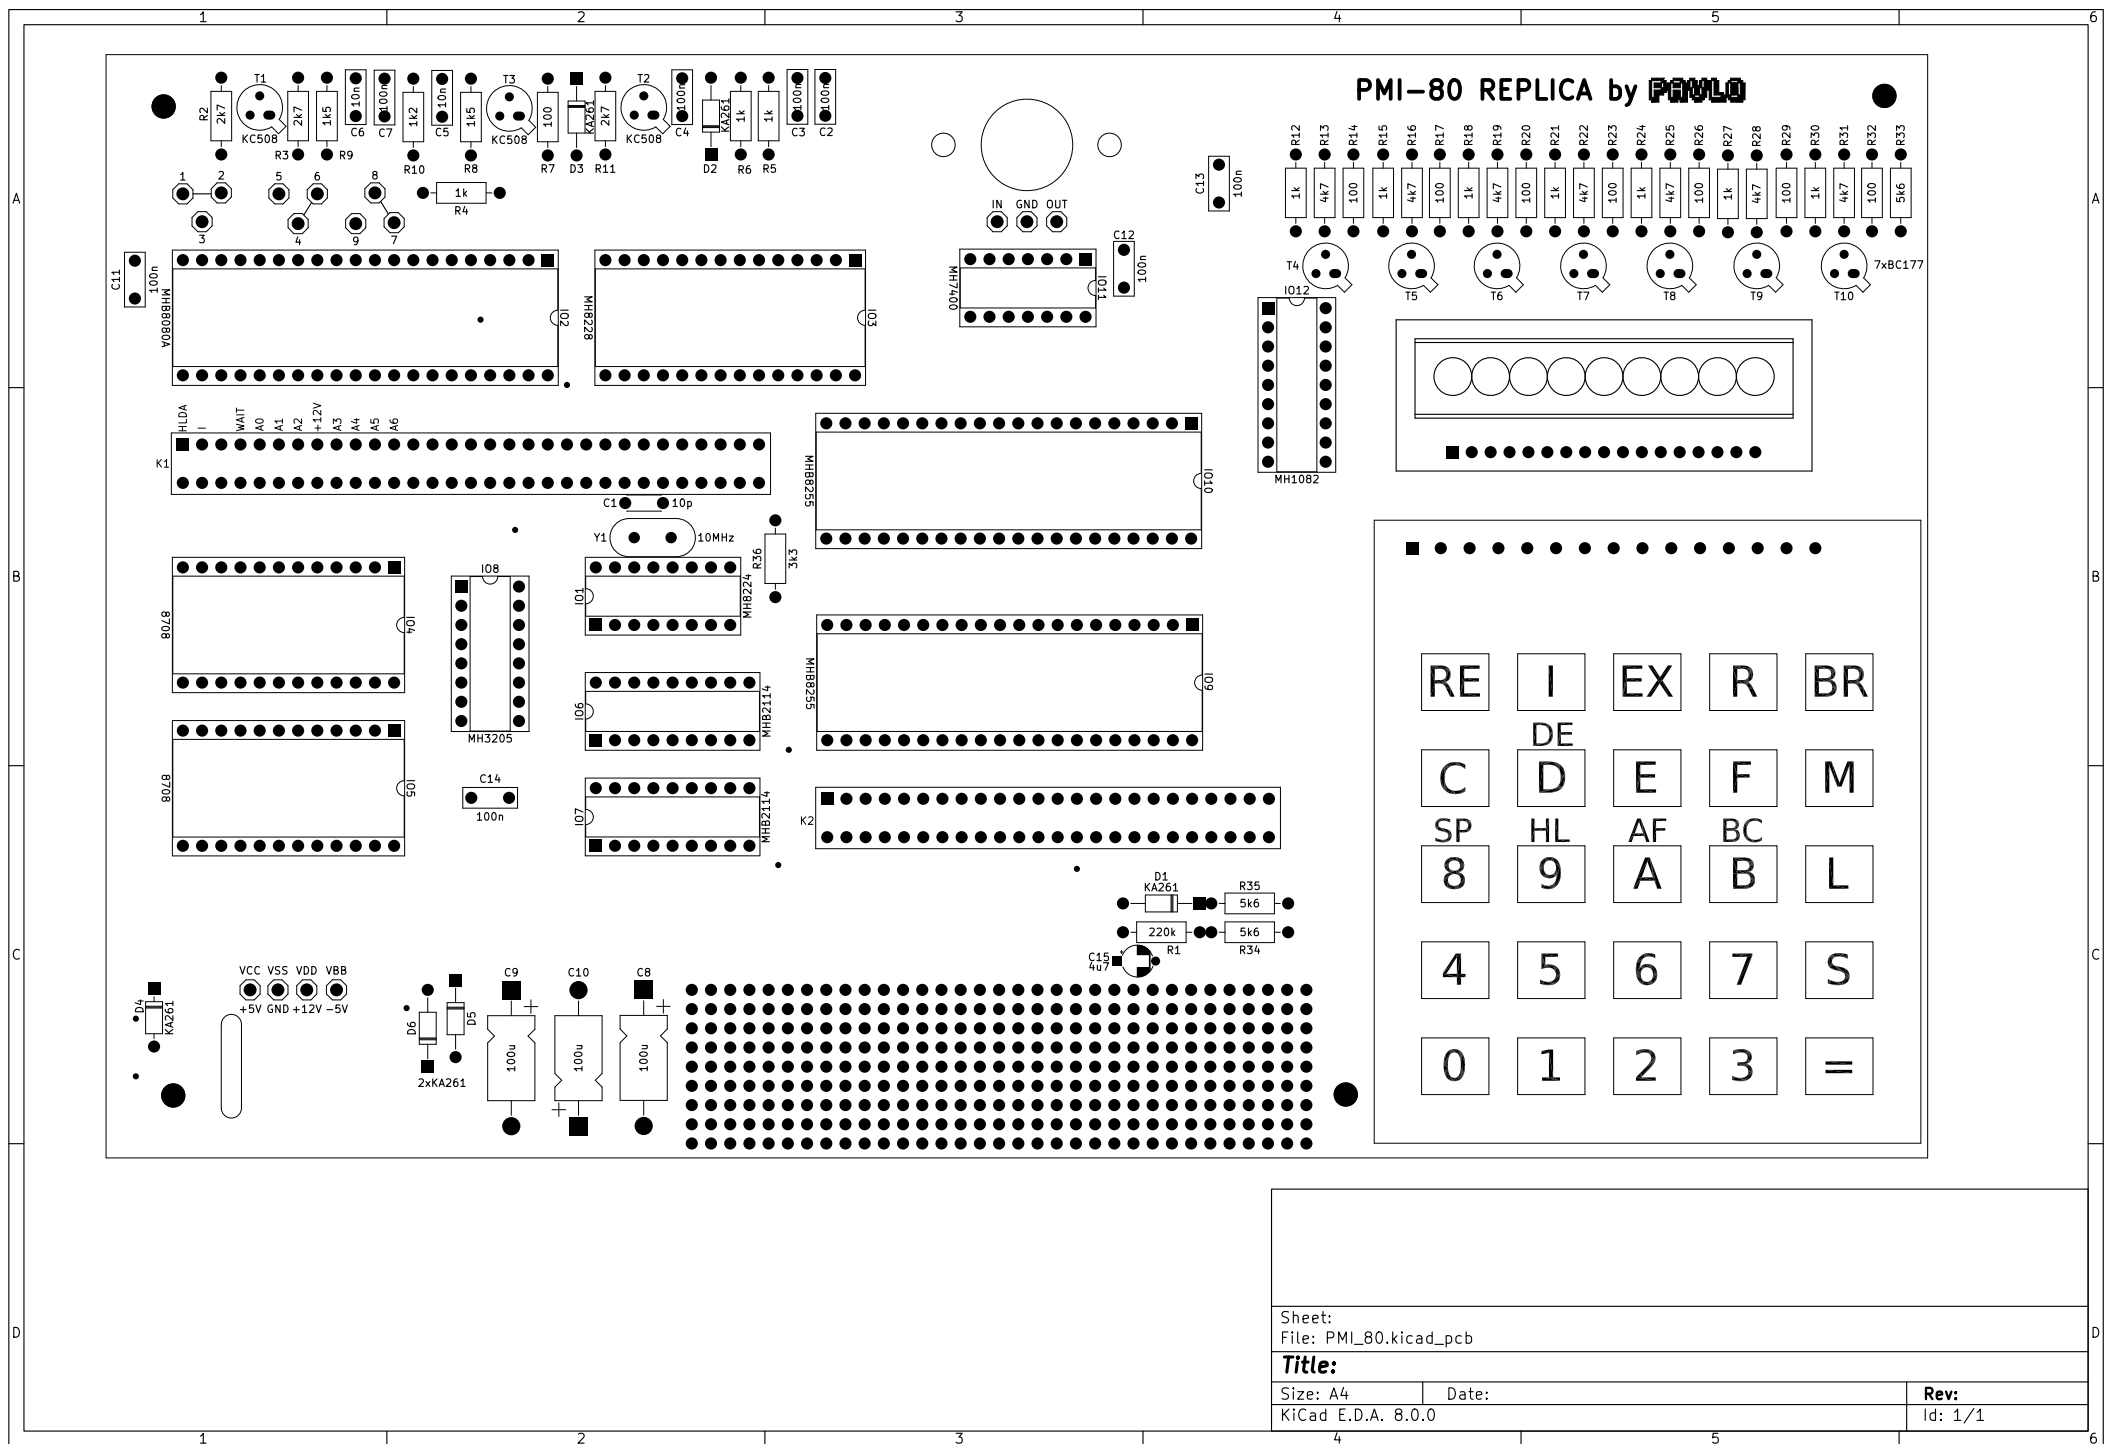 1 2 3 4 5 6
PMI-80 REPLICA by PAVLO
T1 T3 T2
R2 2k7 KC508 R3 2k7 1k5 R9 10n C6 100n C7 1k2 R10 10n C5 1k5 R8 KC508 100 R7 KA261 D3 2k7 R11 KC508 100n C4 KA261 D2 1k R6 1k R5 100n C3 100n C2
R12 R13 R14 R15 R16 R17 R18 R19 R20 R21 R22 R23 R24 R25 R26 R27 R28 R29 R30 R31 R32 R33
1k 4k7 100 1k 4k7 100 1k 4k7 100 1k 4k7 100 1k 4k7 100 1k 4k7 100 1k 4k7 100 5k6
1 2 5 6 8
1k
R4
3 4 9 7
C13 100n
A A
IN GND OUT
C12 100n
C11 100n
MHB8080A IO2
MH8228 IO3
MH7400 IO11
T4 T5 T6 T7 T8 T9 T10 7xBC177
IO12
MH1082
HLDA I WAIT A0 A1 A2 +12V A3 A4 A5 A6
K1
C1 10p
Y1 10MHz
R36 3k3
MHB8255 IO10
B B
8708 IO4
IO8
MH3205
IO1 MH8224
IO6 MHB2114
MHB8255 IO9
8708 IO5
C14
100n
IO7 MHB2114
K2
RE I EX R BR
DE
C D E F M
SP HL AF BC
8 9 A B L
4 5 6 7 S
0 1 2 3 =
D1
KA261
R35
5k6
220k
R1
5k6
R34
C15
4u7
C C
VCC VSS VDD VBB
+5V GND +12V -5V
D4 KA261
D6 D5
2xKA261
C9 C10 C8
+ +
100u 100u 100u
+
D D
Sheet:
File: PMI_80.kicad_pcb
Title:
Size: A4 Date: Rev:
KiCad E.D.A. 8.0.0 Id: 1/1
1 2 3 4 5 6